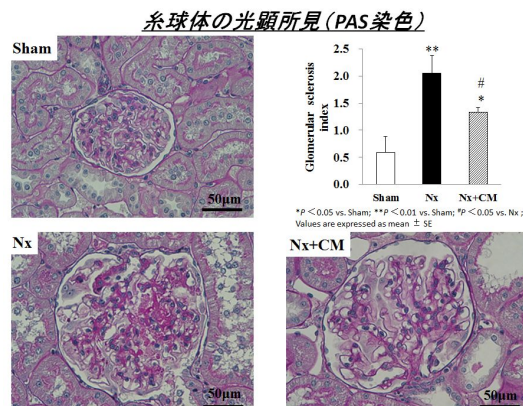 糸球体の光顕所見（PAS染色）
Sham
50μm
Glomerular sclerosis
index
2.5
2.0
1.5
1.0
0.5
0.0
**
#
*
Sham Nx Nx+CM
*P＜0.05 vs. Sham; **P＜0.01 vs. Sham; #P＜0.05 vs. Nx ;
Values are expressed as mean ± SE
Nx
50μm
Nx+CM
50μm